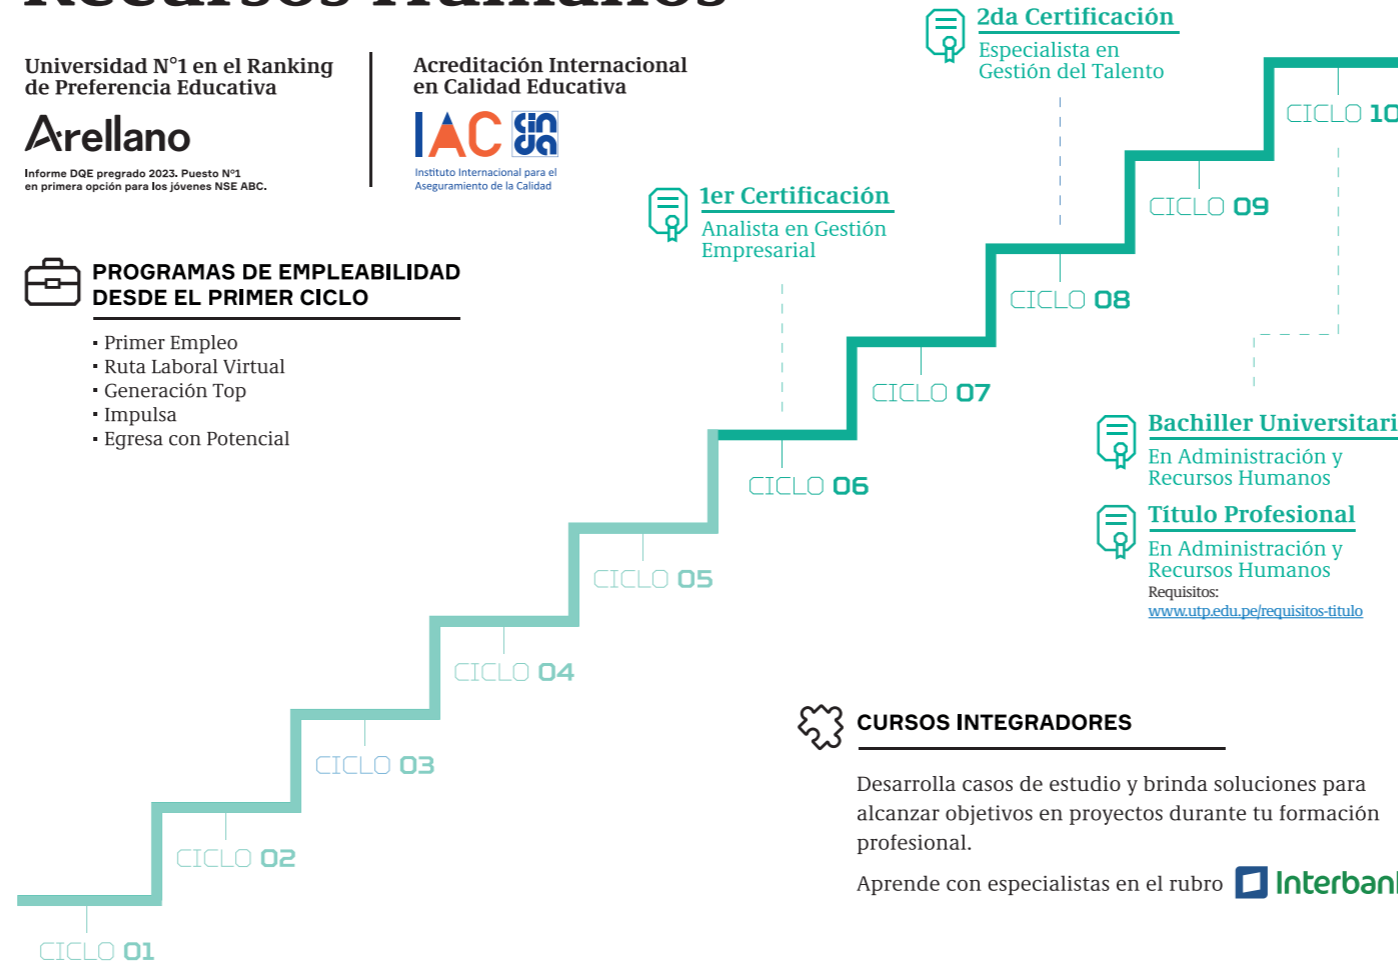 Recursos Humanos
Universidad N°1 en el Ranking
de Preferencia Educativa
Arellano
Informe DQE pregrado 2023. Puesto N°1
en primera opción para los jóvenes NSE ABC.
Acreditación Internacional
en Calidad Educativa
IAC cinda
Instituto Internacional para el
Aseguramiento de la Calidad
PROGRAMAS DE EMPLEABILIDAD
DESDE EL PRIMER CICLO
▪ Primer Empleo
▪ Ruta Laboral Virtual
▪ Generación Top
▪ Impulsa
▪ Egresa con Potencial
1er Certificación
Analista en Gestión
Empresarial
2da Certificación
Especialista en
Gestión del Talento
CICLO 10
CICLO 09
CICLO 08
CICLO 07
CICLO 06
CICLO 05
CICLO 04
CICLO 03
CICLO 02
CICLO 01
Bachiller Universitari
En Administración y
Recursos Humanos
Título Profesional
En Administración y
Recursos Humanos
Requisitos:
www.utp.edu.pe/requisitos-titulo
CURSOS INTEGRADORES
Desarrolla casos de estudio y brinda soluciones para
alcanzar objetivos en proyectos durante tu formación
profesional.
Aprende con especialistas en el rubro Interbank